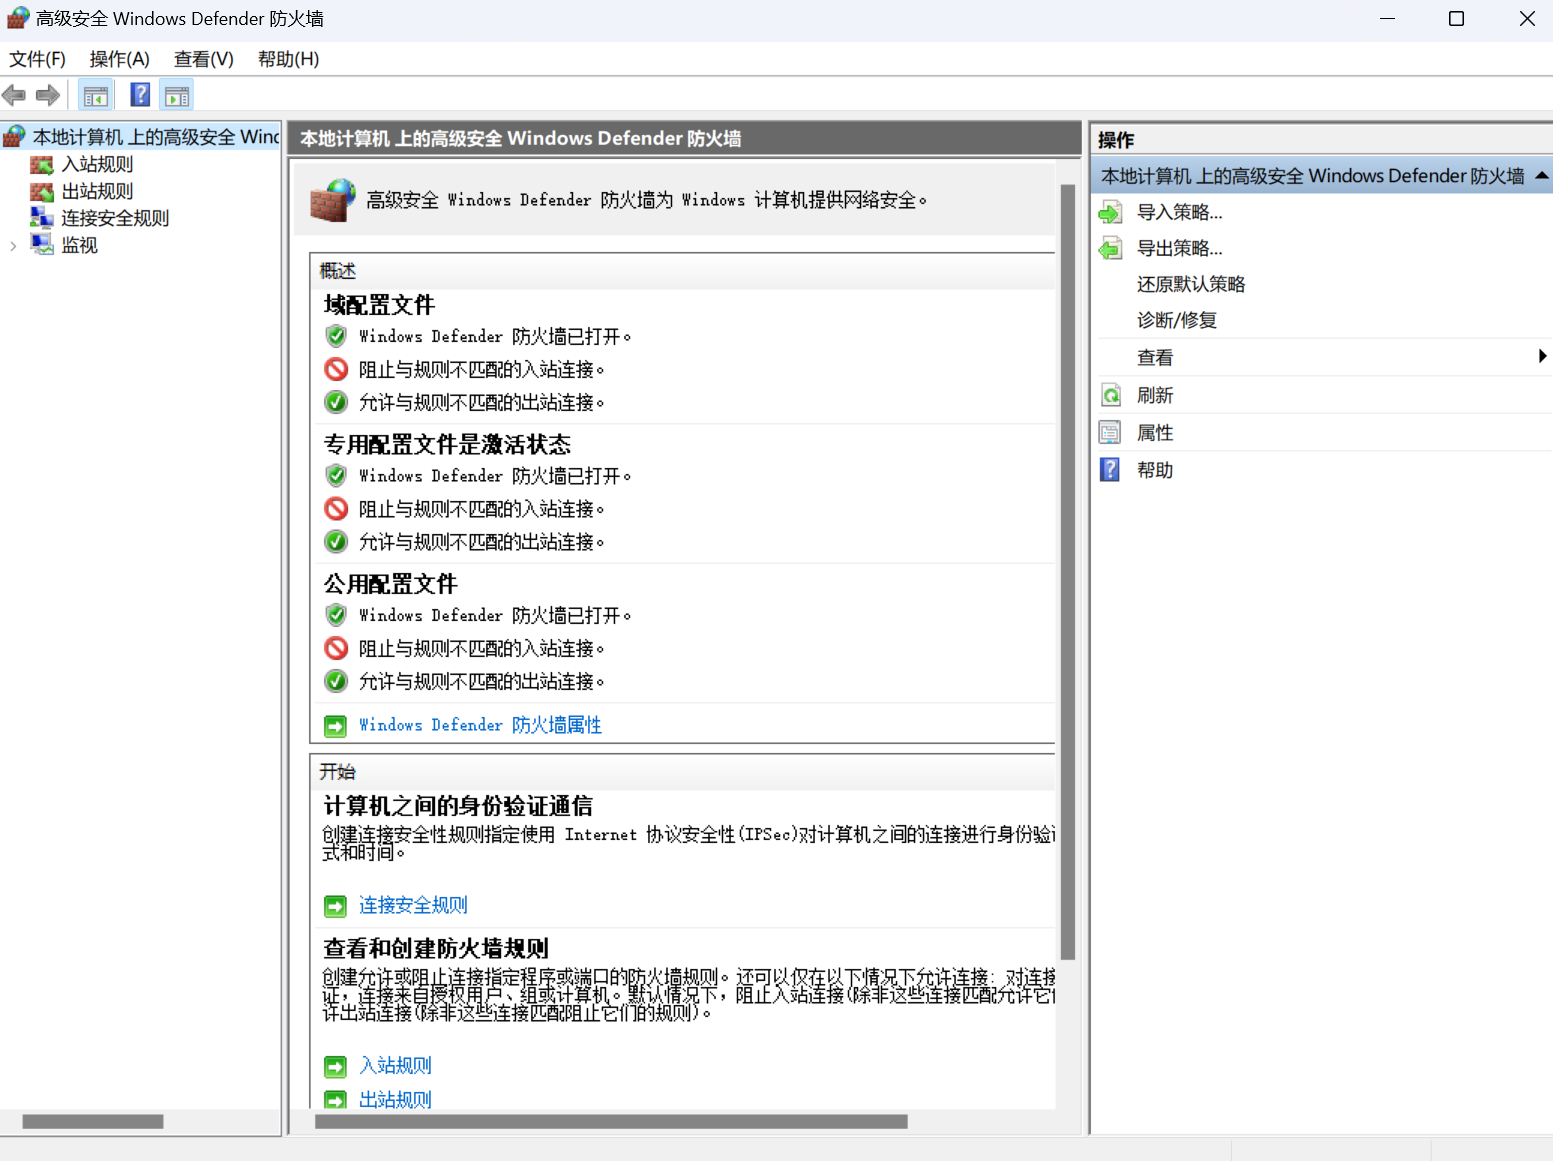 高级安全 Windows Defender 防火墙
文件(F) 操作(A) 查看(V) 帮助(H)
本地计算机 上的高级安全 Wind
入站规则
出站规则
连接安全规则
监视
本地计算机 上的高级安全 Windows Defender 防火墙
高级安全 Windows Defender 防火墙为 Windows 计算机提供网络安全。
概述
域配置文件
Windows Defender 防火墙已打开。
阻止与规则不匹配的入站连接。
允许与规则不匹配的出站连接。
专用配置文件是激活状态
Windows Defender 防火墙已打开。
阻止与规则不匹配的入站连接。
允许与规则不匹配的出站连接。
公用配置文件
Windows Defender 防火墙已打开。
阻止与规则不匹配的入站连接。
允许与规则不匹配的出站连接。
Windows Defender 防火墙属性
开始
计算机之间的身份验证通信
创建连接安全性规则指定使用 Internet 协议安全性(IPSec)对计算机之间的连接进行身份验
式和时间。
连接安全规则
查看和创建防火墙规则
创建允许或阻止连接指定程序或端口的防火墙规则。还可以仅在以下情况下允许连接: 对连接
证，连接来自授权用户、组或计算机。默认情况下，阻止入站连接(除非这些连接匹配允许它
许出站连接(除非这些连接匹配阻止它们的规则)。
入站规则
出站规则
操作
本地计算机 上的高级安全 Windows Defender 防火墙
导入策略...
导出策略...
还原默认策略
诊断/修复
查看
刷新
属性
帮助